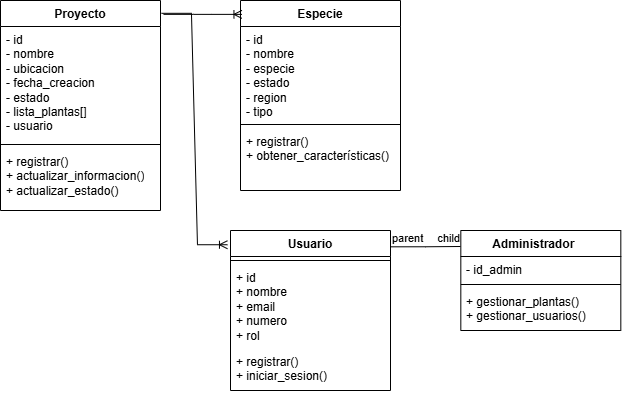 Proyecto
- id
- nombre
- ubicacion
- fecha_creacion
- estado
- lista_plantas[]
- usuario
+ registrar()
+ actualizar_informacion()
+ actualizar_estado()
Especie
- id
- nombre
- especie
- estado
- region
- tipo
+ registrar()
+ obtener_características()
Usuario
+ id
+ nombre
+ email
+ numero
+ rol
+ registrar()
+ iniciar_sesion()
parent
child
Administrador
- id_admin
+ gestionar_plantas()
+ gestionar_usuarios()